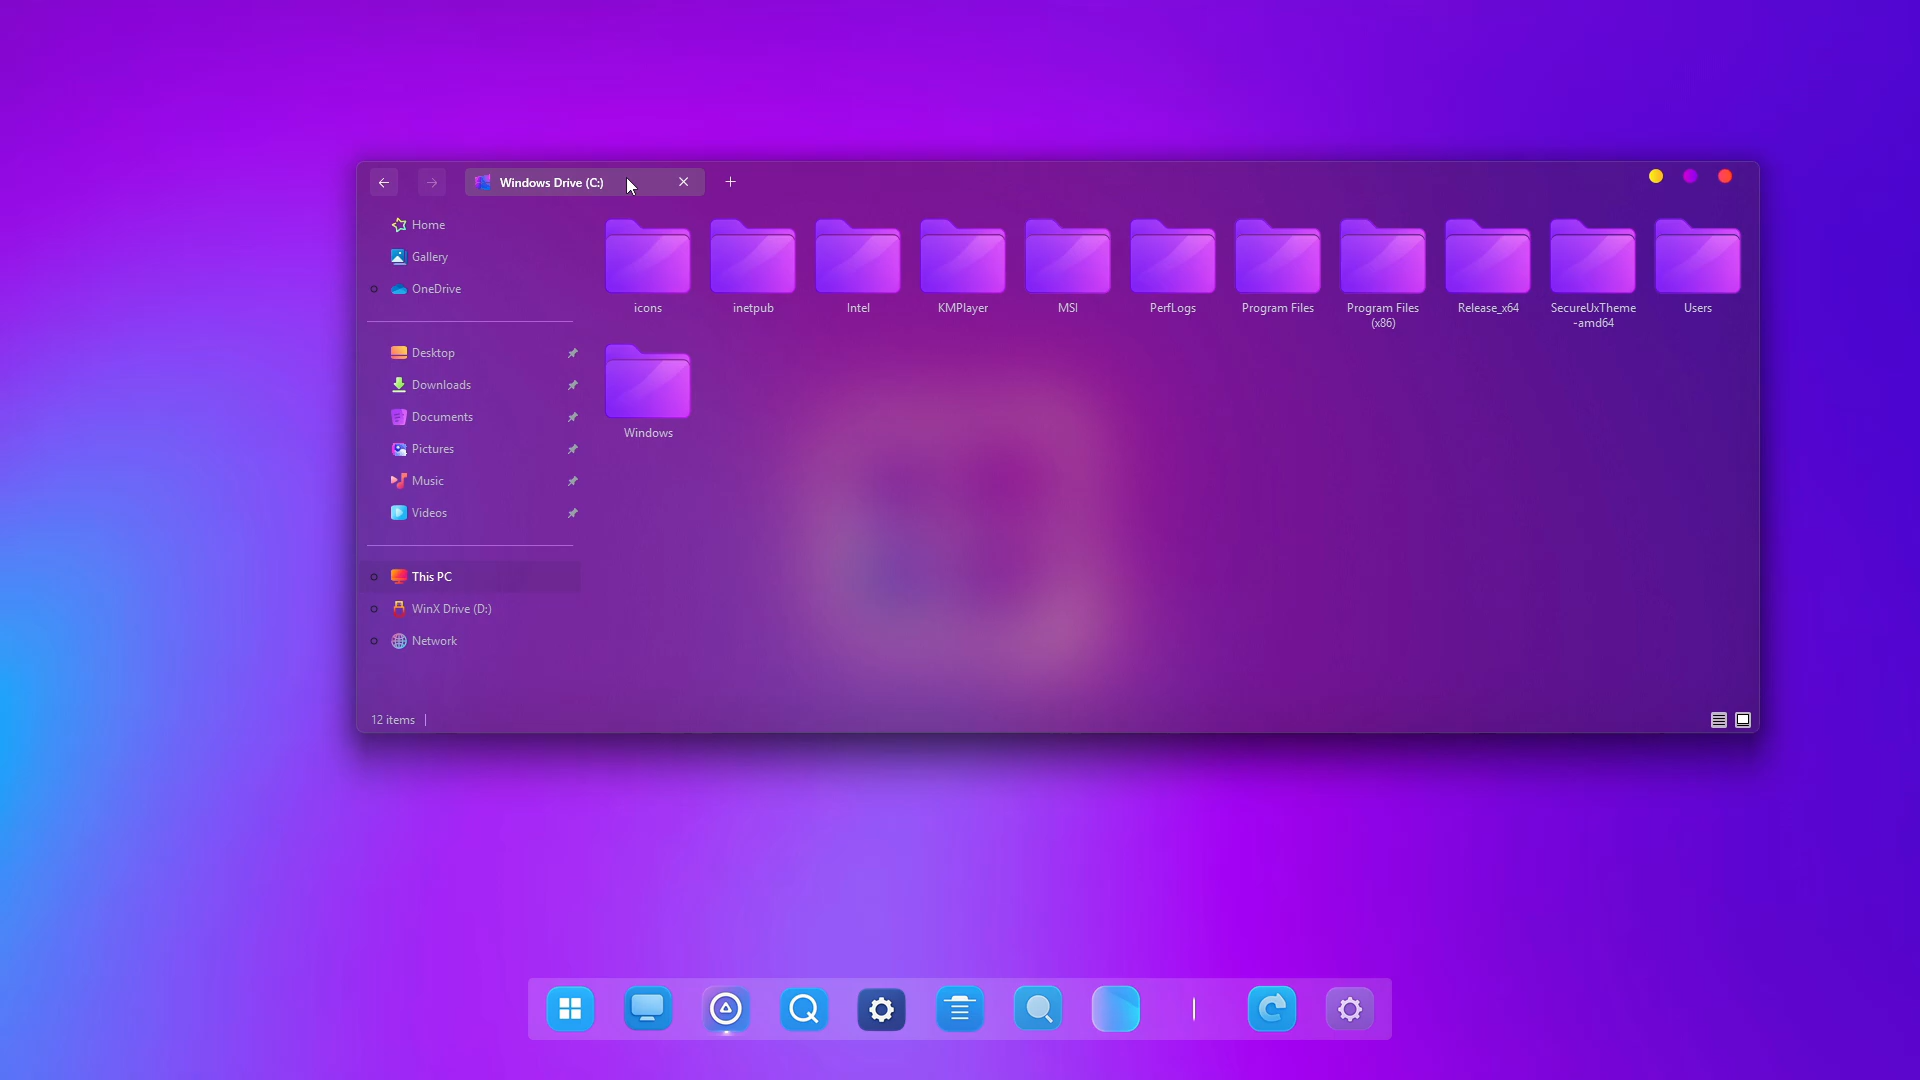 Windows Drive (C:)
Home
Gallery
OneDrive
Desktop
Downloads
Documents
Pictures
Music
Videos
This PC
WinX Drive (D:)
Network
icons
inetpub
Intel
KMPlayer
MSI
PerfLogs
Program Files
Program Files
(x86)
Release_x64
SecureUxTheme
-amd64
Users
Windows
12 items